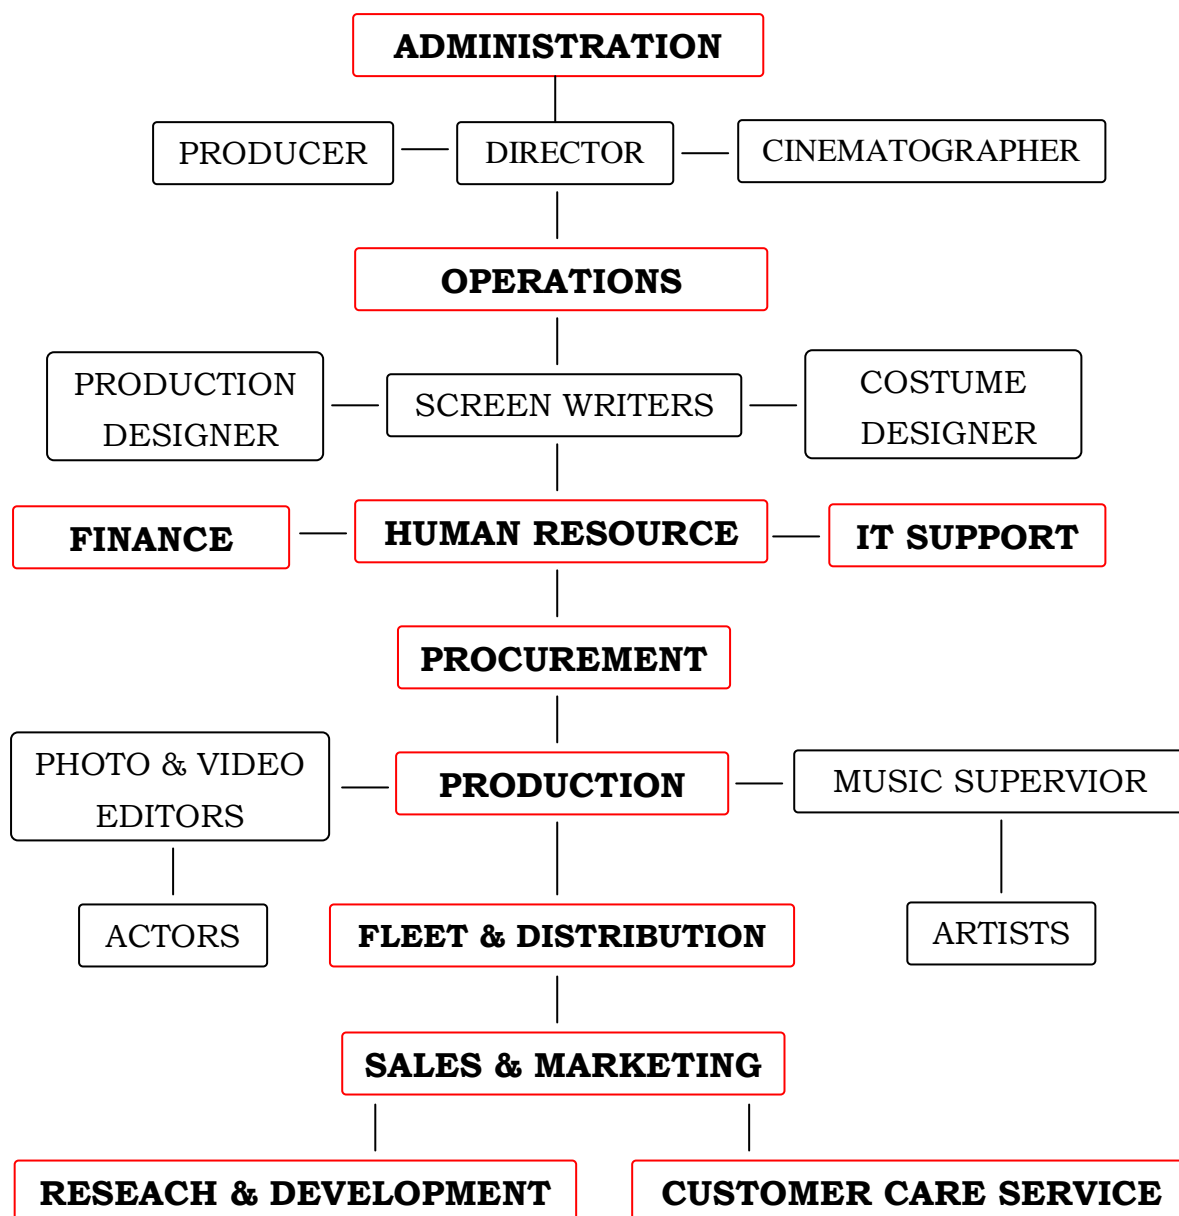 ADMINISTRATION
PRODUCER
DIRECTOR
CINEMATOGRAPHER
OPERATIONS
PRODUCTION
DESIGNER
SCREEN WRITERS
COSTUME
DESIGNER
FINANCE
HUMAN RESOURCE
IT SUPPORT
PROCUREMENT
PHOTO & VIDEO
EDITORS
PRODUCTION
MUSIC SUPERVIOR
ACTORS
FLEET & DISTRIBUTION
ARTISTS
SALES & MARKETING
RESEACH & DEVELOPMENT
CUSTOMER CARE SERVICE